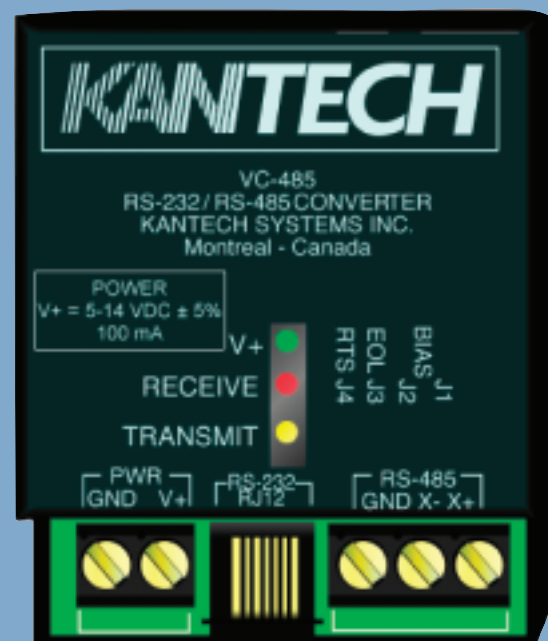 KANTECH
VC-485
RS-232 / RS-485 CONVERTER
KANTECH SYSTEMS INC.
Montreal - Canada
POWER
V+ = 5-14 VDC ± 5%
100 mA
V+
RECEIVE
TRANSMIT
J1
BIAS J2
EOL J3
RTS J4
PWR
GND V+
RS-232
RJ12
RS-485
GND X- X+